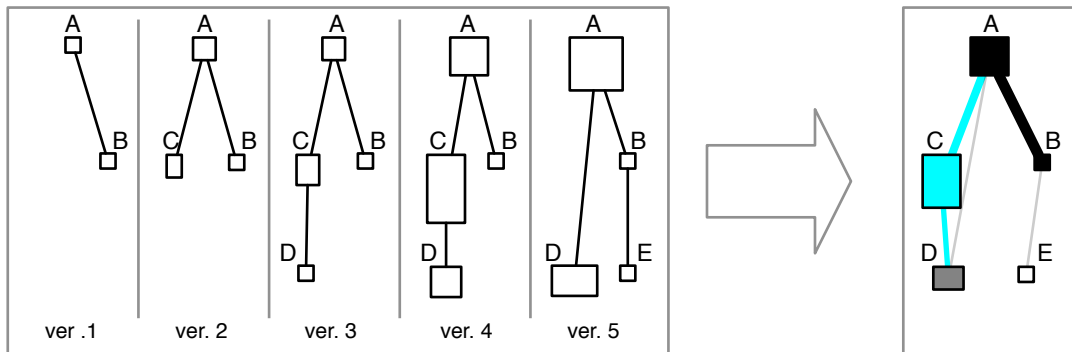 A A A A A A
B C B C B C B B C B
D D D E D E
ver .1 ver. 2 ver. 3 ver. 4 ver. 5